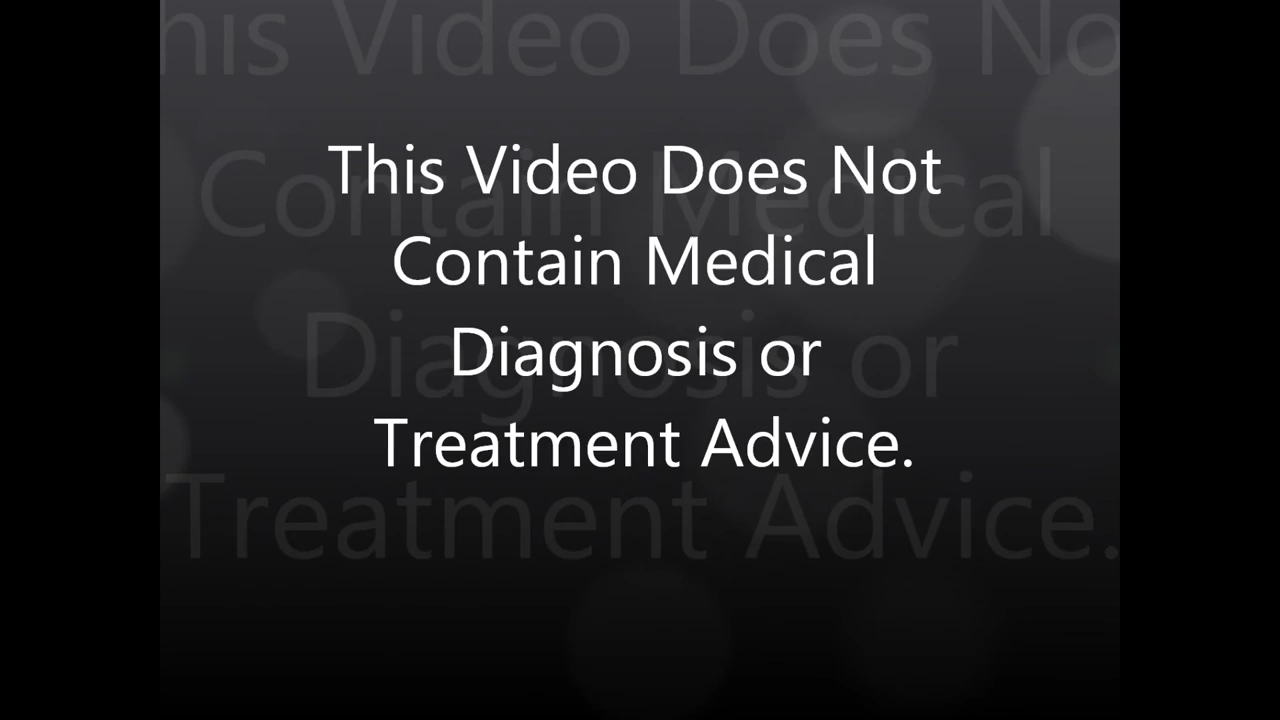 This Video Does Not
Contain Medical
Diagnosis or
Treatment Advice.